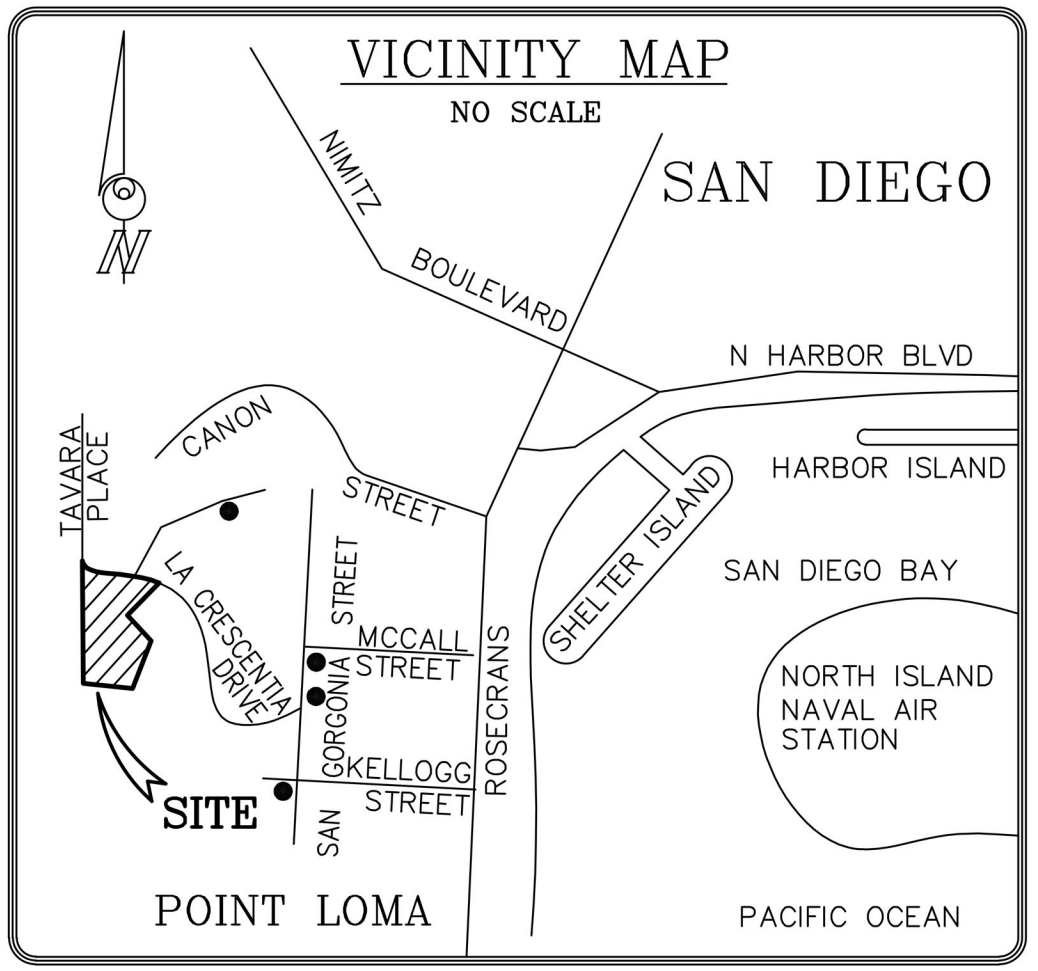 VICINITY MAP
NO SCALE
N
NIMITZ
BOULEVARD
SAN DIEGO
N HARBOR BLVD
HARBOR ISLAND
CANON
STREET
TAVARA
PLACE
SHELTER ISLAND
SAN DIEGO BAY
LA CRESCENTIA
DRIVE
SAN GORGONIA STREET
MCCALL
STREET
ROSECRANS
NORTH ISLAND
NAVAL AIR
STATION
KELLOGG
STREET
SITE
POINT LOMA
PACIFIC OCEAN